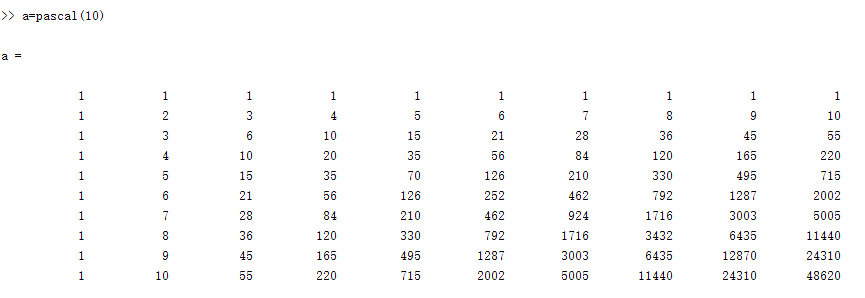 >> a=pascal(10)
a =
1 1 1 1 1 1 1 1 1 1
1 2 3 4 5 6 7 8 9 10
1 3 6 10 15 21 28 36 45 55
1 4 10 20 35 56 84 120 165 220
1 5 15 35 70 126 210 330 495 715
1 6 21 56 126 252 462 792 1287 2002
1 7 28 84 210 462 924 1716 3003 5005
1 8 36 120 330 792 1716 3432 6435 11440
1 9 45 165 495 1287 3003 6435 12870 24310
1 10 55 220 715 2002 5005 11440 24310 48620